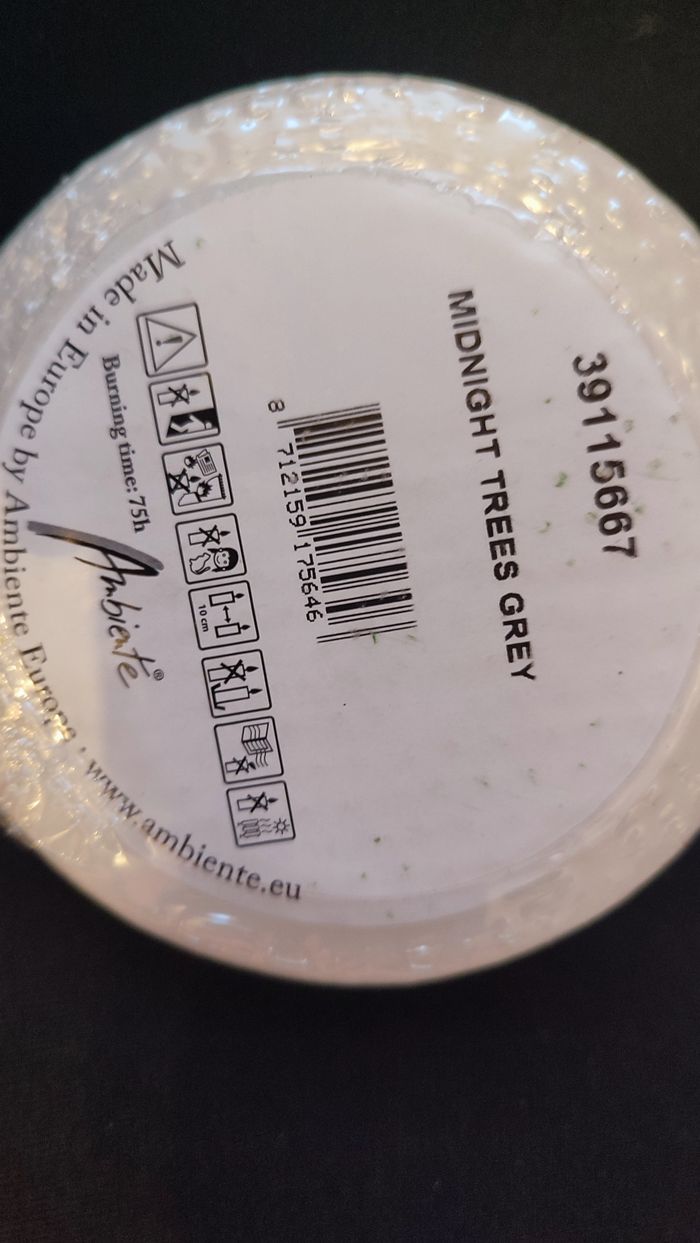 39115667
MIDNIGHT TREES GREY
8 712159 175646
10 cm
Burning time: 75h
Ambiente®
Made in Europe by Ambiente Europe · www.ambiente.eu